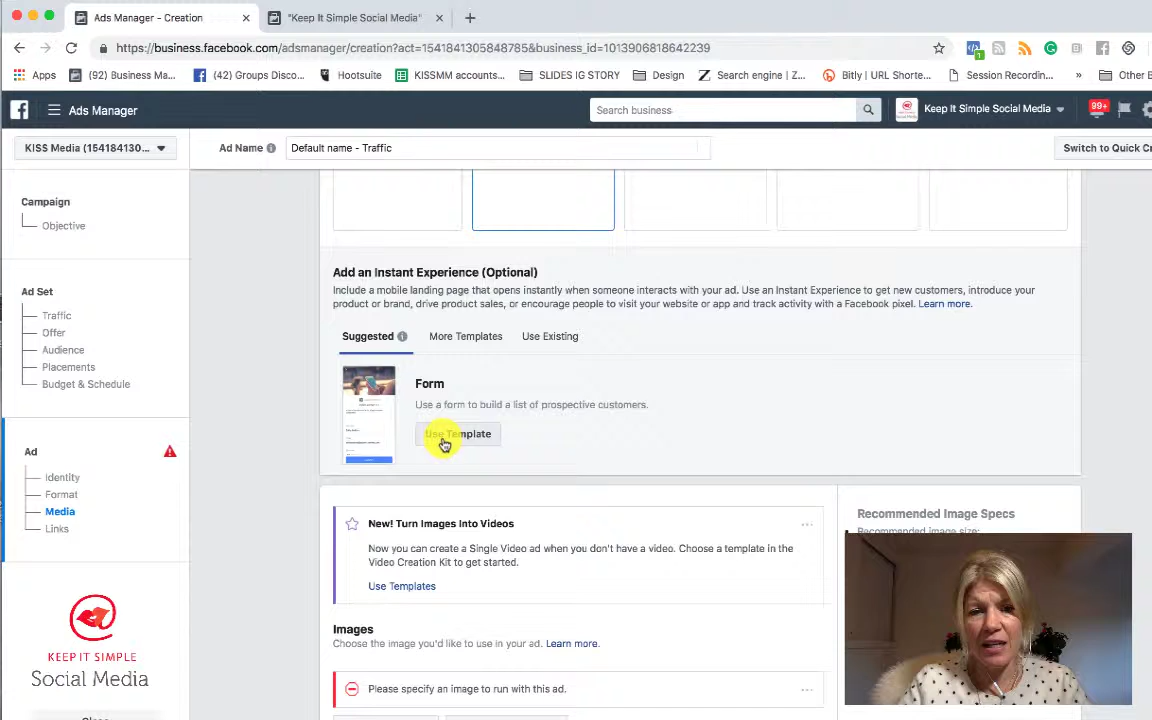 Ads Manager - Creation
"Keep It Simple Social Media"
https://business.facebook.com/adsmanager/creation?act=1541841305848785&business_id=1013906818642239
Apps
(92) Business Ma...
(42) Groups Disco...
Hootsuite
KISSMM accounts...
SLIDES IG STORY
Design
Search engine | Z...
Bitly | URL Shorte...
Session Recordin...
»
Other B
Ads Manager
Search business
Keep It Simple Social Media
99+
KISS Media (154184130...
Ad Name
Default name - Traffic
Switch to Quick Cr
Campaign
Objective
Ad Set
Traffic
Offer
Audience
Placements
Budget & Schedule
Ad
Identity
Format
Media
Links
KEEP IT SIMPLE
Social Media
Close
Add an Instant Experience (Optional)
Include a mobile landing page that opens instantly when someone interacts with your ad. Use an Instant Experience to get new customers, introduce your
product or brand, drive product sales, or encourage people to visit your website or app and track activity with a Facebook pixel. Learn more.
Suggested
More Templates
Use Existing
Form
Use a form to build a list of prospective customers.
Use Template
New! Turn Images Into Videos
Now you can create a Single Video ad when you don't have a video. Choose a template in the
Video Creation Kit to get started.
Use Templates
Images
Choose the image you'd like to use in your ad. Learn more.
Please specify an image to run with this ad.
Recommended Image Specs
Recommended image size: